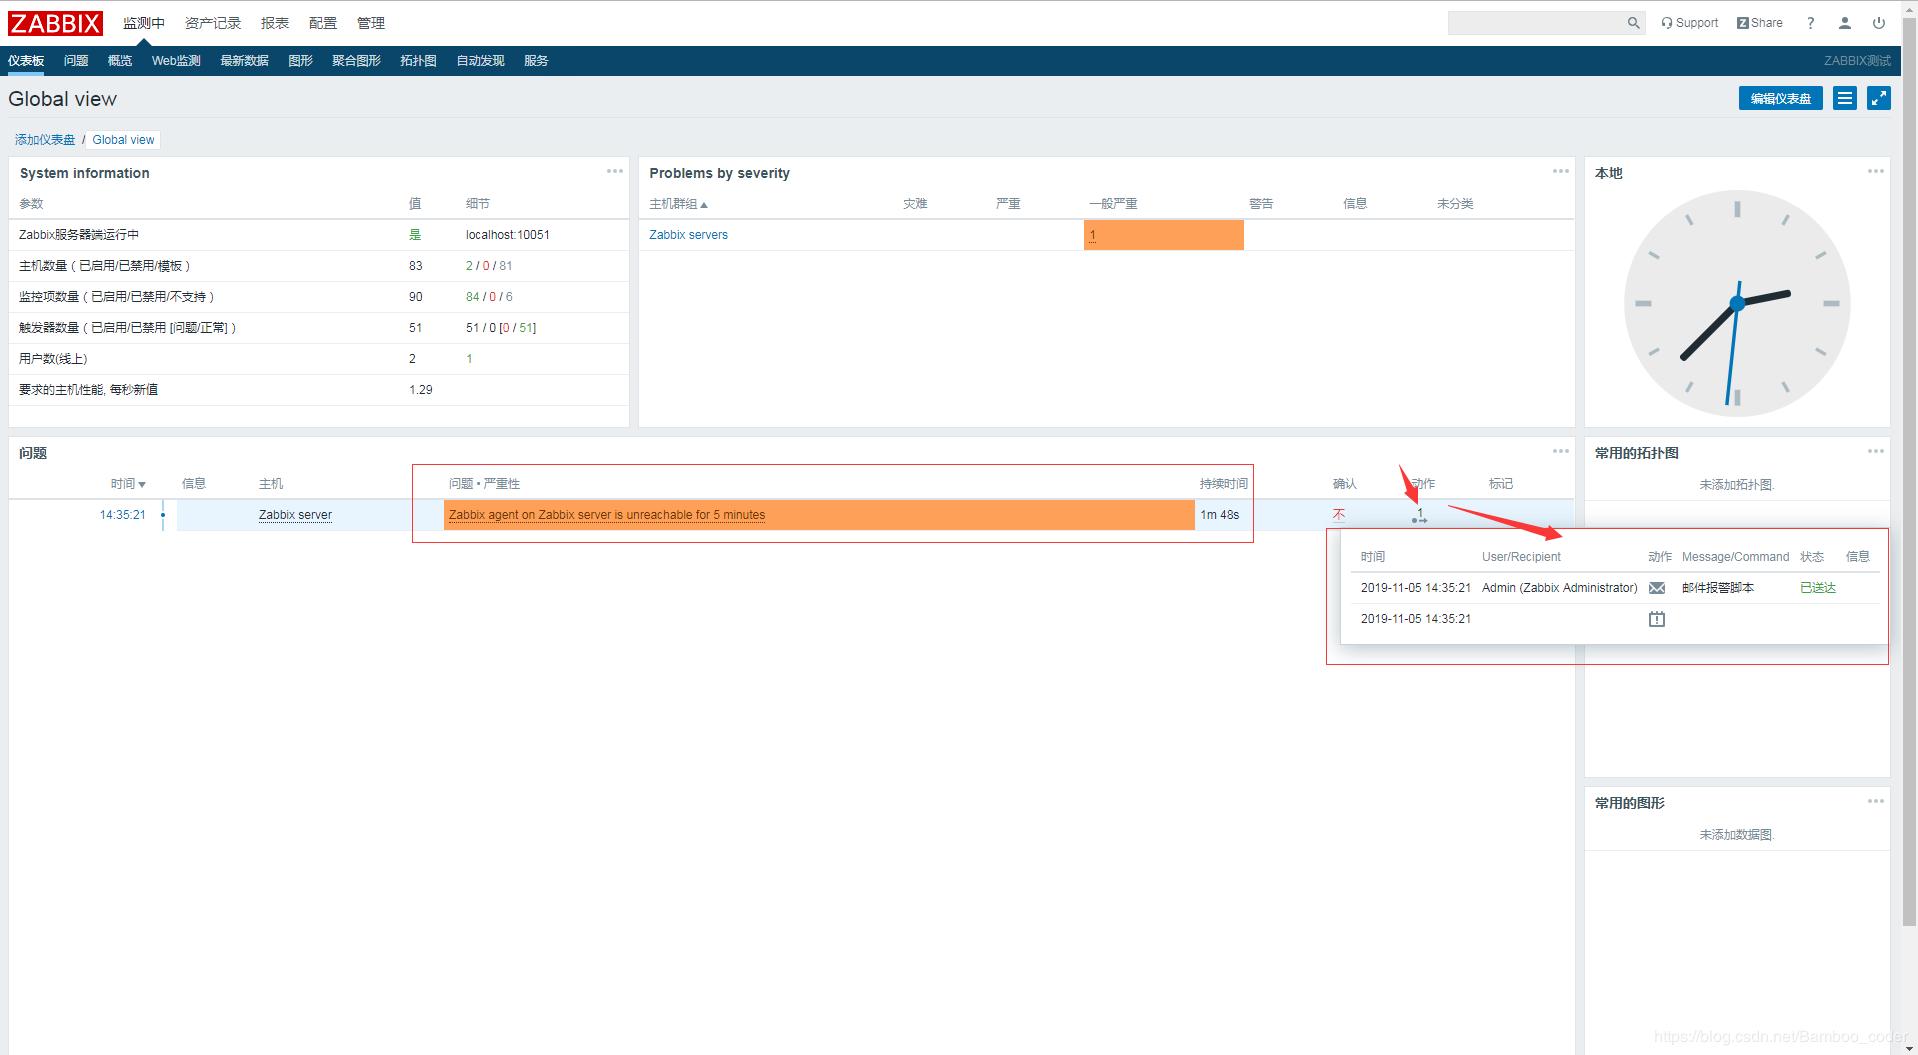 ZABBIX 监测中 资产记录 报表 配置 管理 Support Z Share ?
仪表板 问题 概览 Web监测 最新数据 图形 聚合图形 拓扑图 自动发现 服务 ZABBIX测试
Global view 编辑仪表盘
添加仪表盘 / Global view
System information
参数 值 细节
Zabbix服务器端运行中 是 localhost:10051
主机数量（已启用/已禁用/模板） 83 2 / 0 / 81
监控项数量（已启用/已禁用/不支持） 90 84 / 0 / 6
触发器数量（已启用/已禁用 [问题/正常]） 51 51 / 0 [0 / 51]
用户数(线上) 2 1
要求的主机性能, 每秒新值 1.29
Problems by severity
主机群组 灾难 严重 一般严重 警告 信息 未分类
Zabbix servers 1
本地
问题
时间 信息 主机 问题 • 严重性 持续时间 确认 动作 标记
14:35:21 Zabbix server Zabbix agent on Zabbix server is unreachable for 5 minutes 1m 48s 不 1
时间 User/Recipient 动作 Message/Command 状态 信息
2019-11-05 14:35:21 Admin (Zabbix Administrator) 邮件报警脚本 已送达
2019-11-05 14:35:21
常用的拓扑图
未添加拓扑图.
常用的图形
未添加数据图.
https://blog.csdn.net/Bamboo_coder